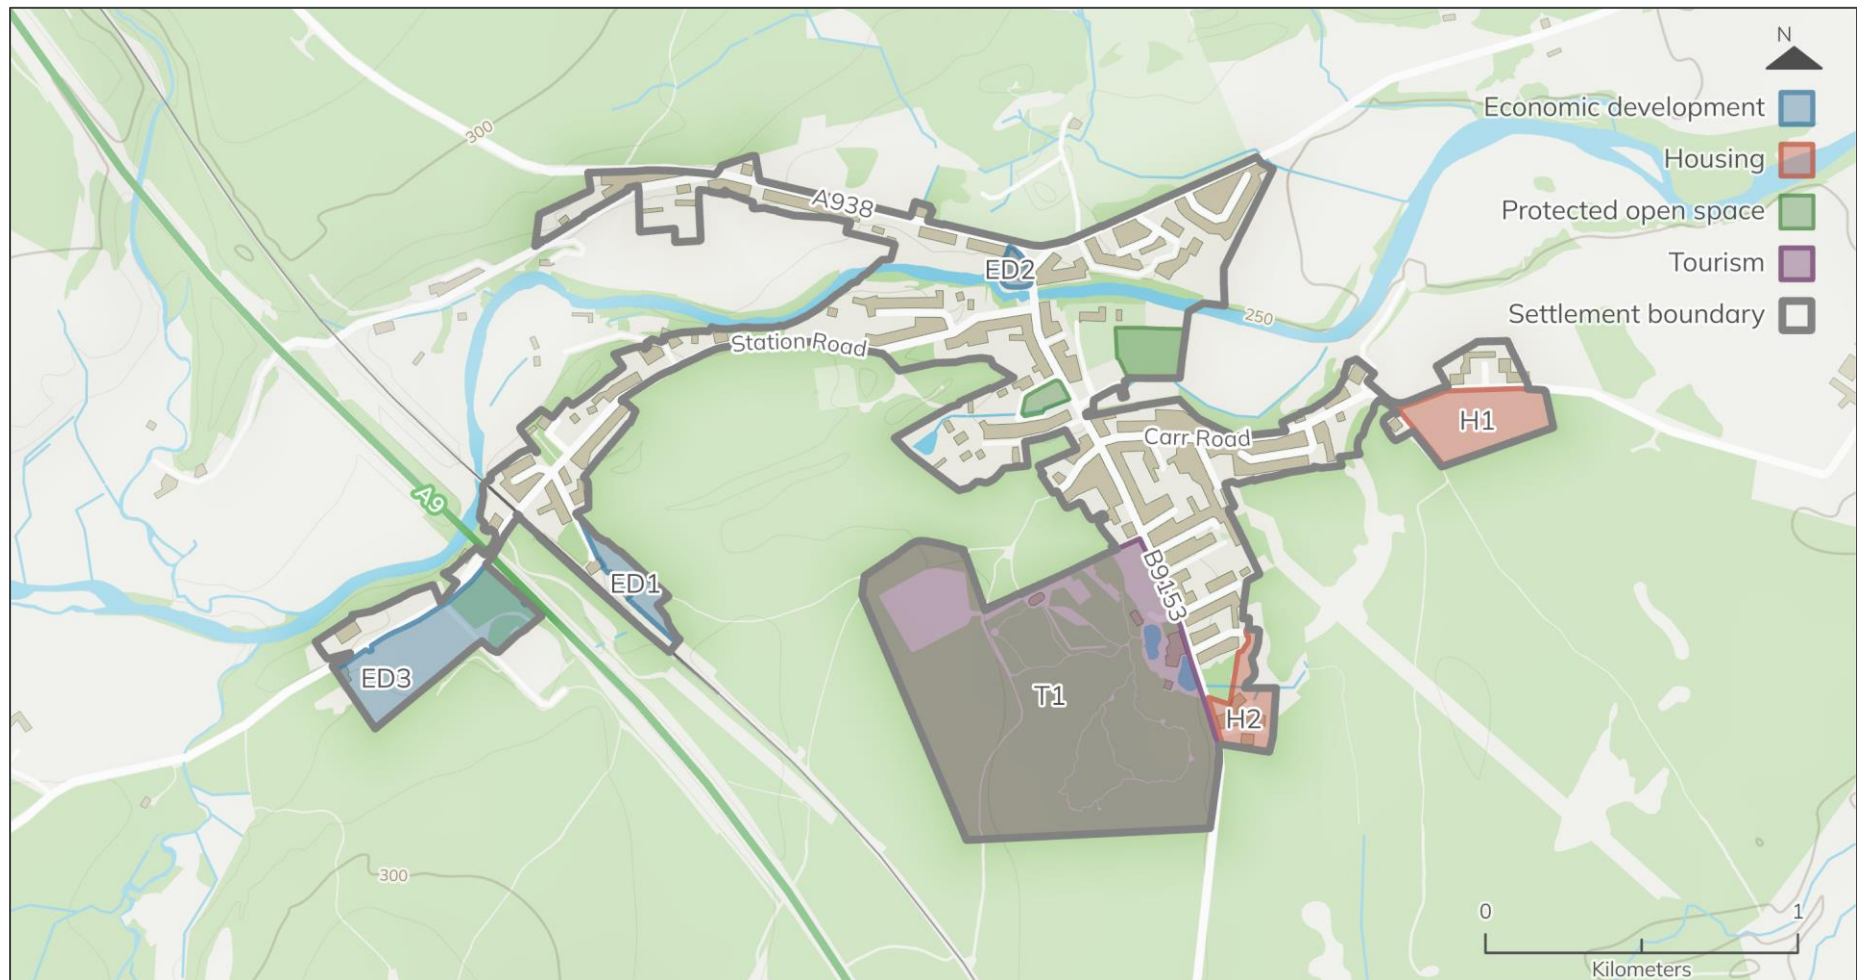 N
Economic development
Housing
Protected open space
Tourism
Settlement boundary
300
A938
ED2
250
Station Road
H1
Carr Road
A9
B9153
ED1
ED3
T1
H2
300
0 1
Kilometers